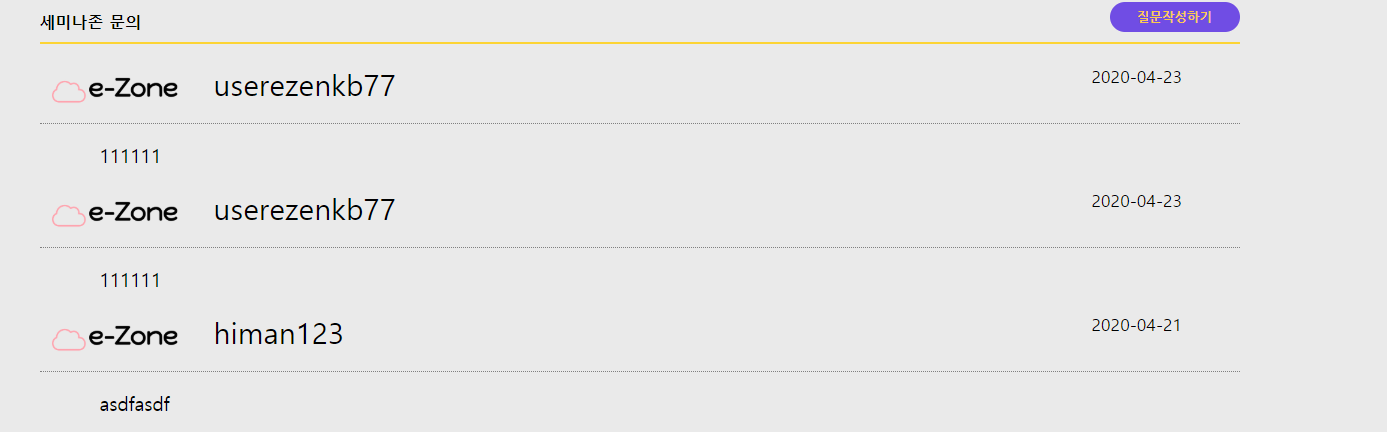 세미나존 문의 질문작성하기
e-Zone userezenkb77 2020-04-23
111111
e-Zone userezenkb77 2020-04-23
111111
e-Zone himan123 2020-04-21
asdfasdf